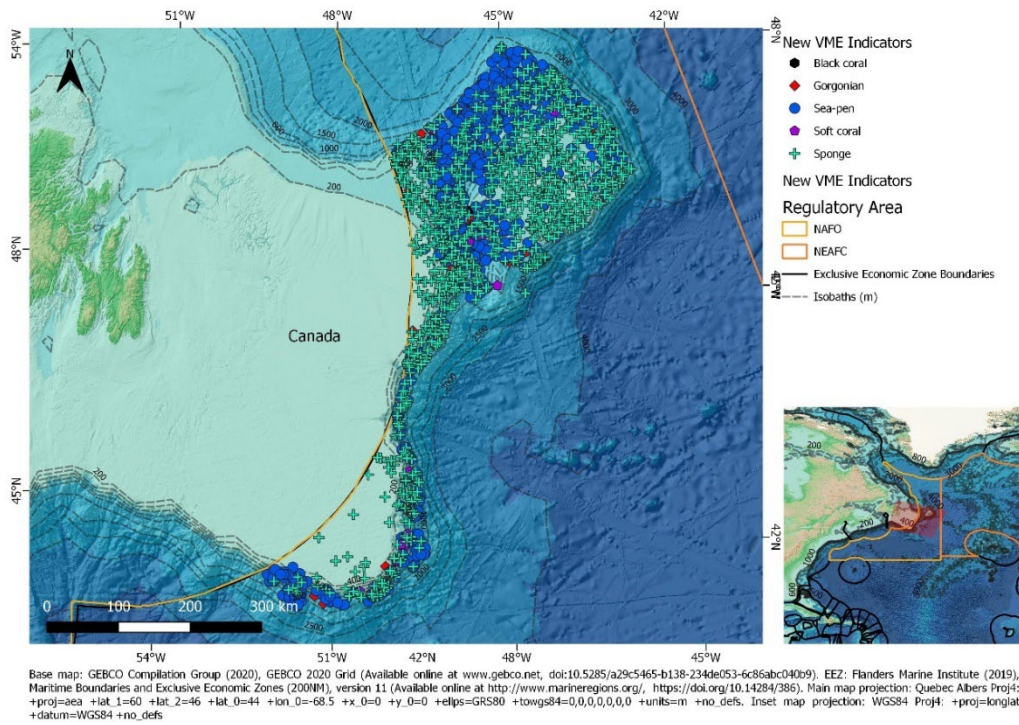 51°W 48°W 45°W 42°W 48°N
54°W
N
New VME Indicators
Black coral
Gorgonian
Sea-pen
Soft coral
Sponge
New VME Indicators
Regulatory Area
NAFO
NEAFC
Exclusive Economic Zone Boundaries
Isobaths (m)
200
48°N
Canada
45°N
42°N
0 100 200 300 km
54°W 51°W 42°N 48°W 45°W
Base map: GEBCO Compilation Group (2020), GEBCO 2020 Grid (Available online at www.gebco.net, doi:10.5285/a29c5465-b138-234de053-6c86abc040b9). EEZ: Flanders Marine Institute (2019),
Maritime Boundaries and Exclusive Economic Zones (200NM), version 11 (Available online at http://www.marineregions.org/, https://doi.org/10.14284/386). Main map projection: Quebec Albers Proj4:
+proj=aea +lat_1=60 +lat_2=46 +lat_0=44 +lon_0=-68.5 +x_0=0 +y_0=0 +ellps=GRS80 +towgs84=0,0,0,0,0,0,0 +units=m +no_defs. Inset map projection: WGS84 Proj4: +proj=longlat
+datum=WGS84 +no_defs